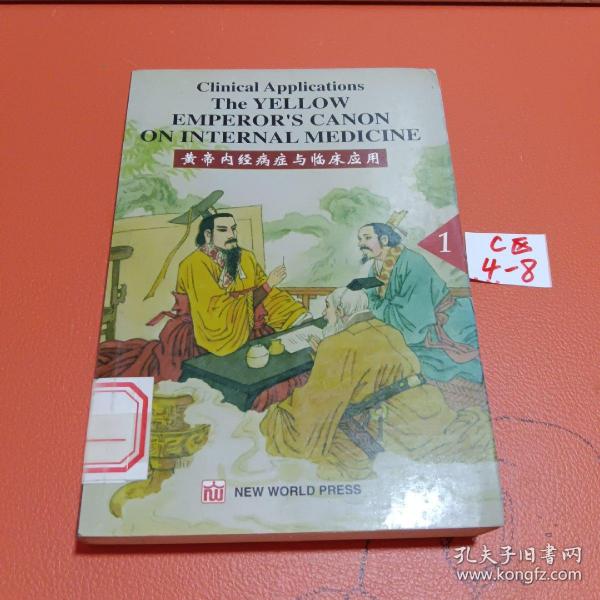 Clinical Applications
The YELLOW
EMPEROR'S CANON
ON INTERNAL MEDICINE
黄帝内经病症与临床应用
1
C区
4-8
NEW WORLD PRESS
孔夫子旧书网
www.kongfz.com